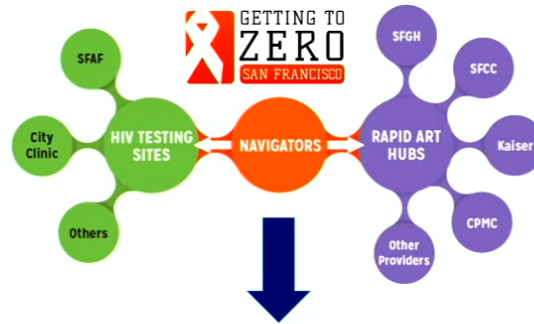 GETTING TO
ZERO
SAN FRANCISCO
SFAF
City
Clinic
Others
HIV TESTING
SITES
NAVIGATORS
RAPID ART
HUBS
SFGH
SFCC
Kaiser
CPMC
Other
Providers